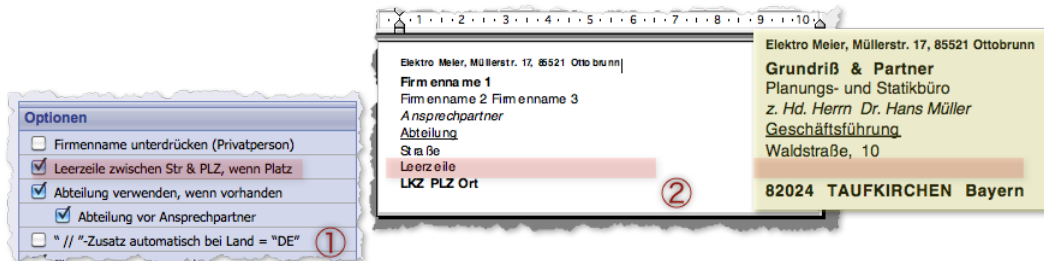 Optionen
Firmenname unterdrücken (Privatperson)
Leerzeile zwischen Str & PLZ, wenn Platz
Abteilung verwenden, wenn vorhanden
Abteilung vor Ansprechpartner
" // "-Zusatz automatisch bei Land = "DE"
①
1 2 3 4 5 6 7 8 9 10
Elektro Meier, Müllerstr. 17, 85521 Ottobrunn
Firmenname 1
Firmenname 2 Firmenname 3
Ansprechpartner
Abteilung
Straße
Leerzeile
LKZ PLZ Ort
②
Elektro Meier, Müllerstr. 17, 85521 Ottobrunn
Grundriß & Partner
Planungs- und Statikbüro
z. Hd. Herrn Dr. Hans Müller
Geschäftsführung
Waldstraße, 10
82024 TAUFKIRCHEN Bayern